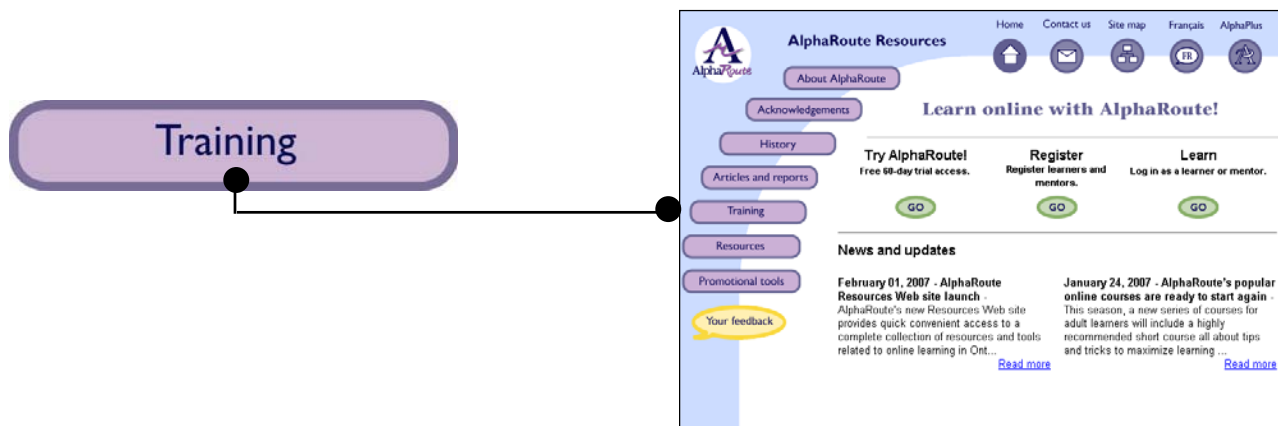 Training
Home Contact us Site map Français AlphaPlus
AlphaRoute Resources
FR
A
AlphaRoute
About AlphaRoute
Acknowledgements
Learn online with AlphaRoute!
History
Articles and reports
Training
Resources
Promotional tools
Your feedback
Try AlphaRoute!
Free 60-day trial access.
GO
Register
Register learners and
mentors.
GO
Learn
Log in as a learner or mentor.
GO
News and updates
February 01, 2007 - AlphaRoute
Resources Web site launch -
AlphaRoute's new Resources Web site
provides quick convenient access to a
complete collection of resources and tools
related to online learning in Ont...
Read more
January 24, 2007 - AlphaRoute's popular
online courses are ready to start again -
This season, a new series of courses for
adult learners will include a highly
recommended short course all about tips
and tricks to maximize learning ...
Read more